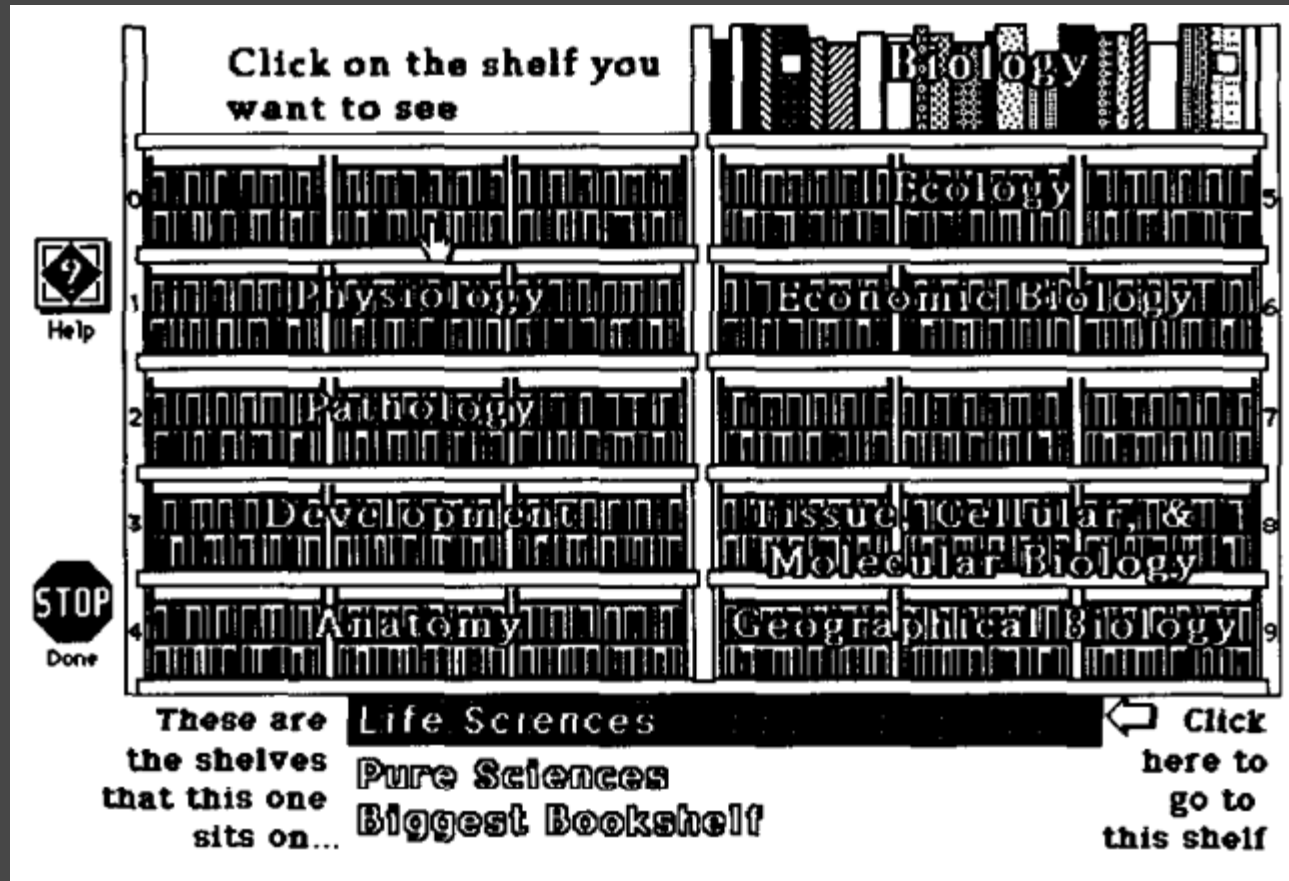 Click on the shelf you
want to see
Biology
0
Ecology
5
?
Help
1
Physiology
Economic Biology
6
2
Pathology
7
3
Development
Tissue, Cellular, &
8
Molecular Biology
STOP
Done
4
Anatomy
Geographical Biology
9
These are
the shelves
that this one
sits on...
Life Sciences
Pure Sciences
Biggest Bookshelf
Click
here to
go to
this shelf